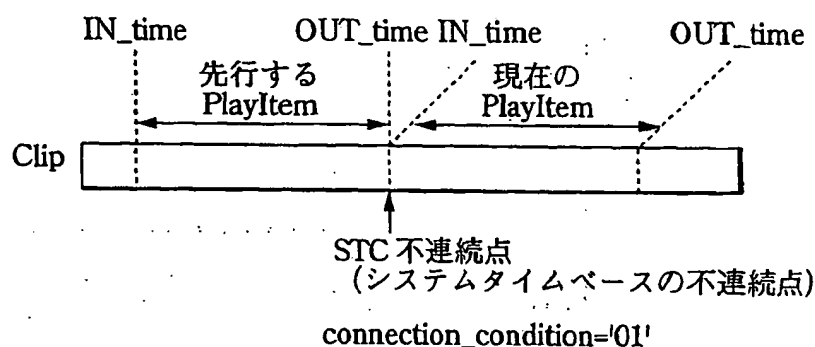 IN_time OUT_time IN_time OUT_time
先行する
PlayItem
現在の
PlayItem
Clip
STC 不連続点
(システムタイムベースの不連続点)
connection_condition='01'